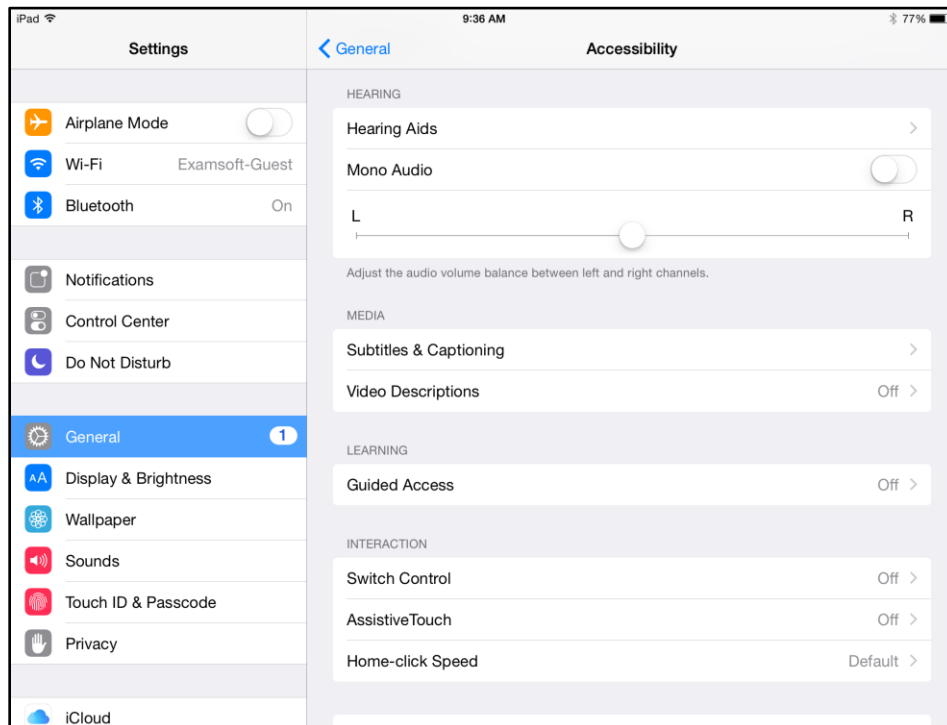 iPad 9:36 AM 77%
Settings
General Accessibility
Airplane Mode
Wi-Fi Examsoft-Guest
Bluetooth On
Notifications
Control Center
Do Not Disturb
General 1
AA Display & Brightness
Wallpaper
Sounds
Touch ID & Passcode
Privacy
iCloud
HEARING
Hearing Aids
Mono Audio
L R
Adjust the audio volume balance between left and right channels.
MEDIA
Subtitles & Captioning
Video Descriptions Off
LEARNING
Guided Access Off
INTERACTION
Switch Control Off
AssistiveTouch Off
Home-click Speed Default